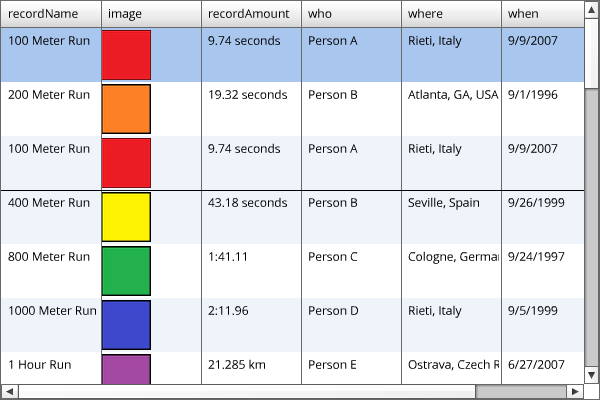 recordName image recordAmount who where when
100 Meter Run 9.74 seconds Person A Rieti, Italy 9/9/2007
200 Meter Run 19.32 seconds Person B Atlanta, GA, USA 9/1/1996
100 Meter Run 9.74 seconds Person A Rieti, Italy 9/9/2007
400 Meter Run 43.18 seconds Person B Seville, Spain 9/26/1999
800 Meter Run 1:41.11 Person C Cologne, Germa 9/24/1997
1000 Meter Run 2:11.96 Person D Rieti, Italy 9/5/1999
1 Hour Run 21.285 km Person E Ostrava, Czech R 6/27/2007